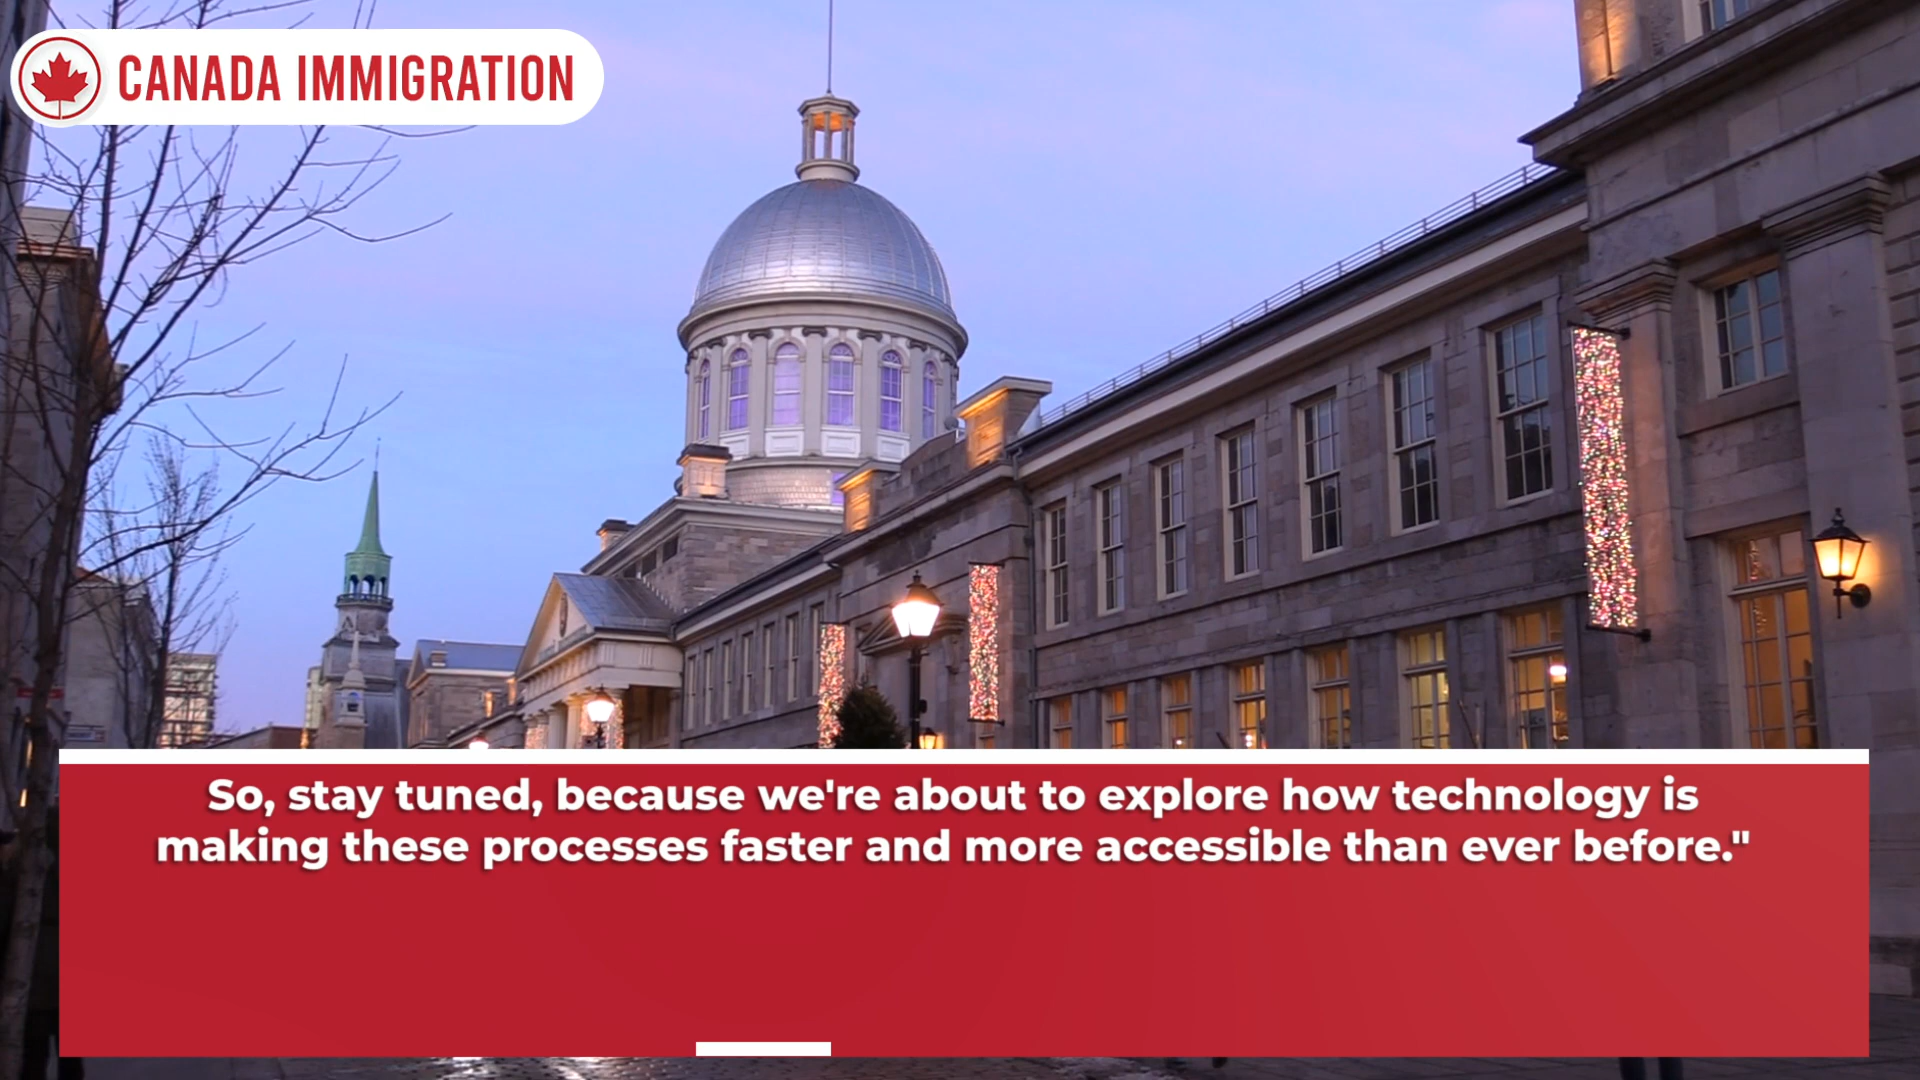 CANADA IMMIGRATION
So, stay tuned, because we're about to explore how technology is
making these processes faster and more accessible than ever before."